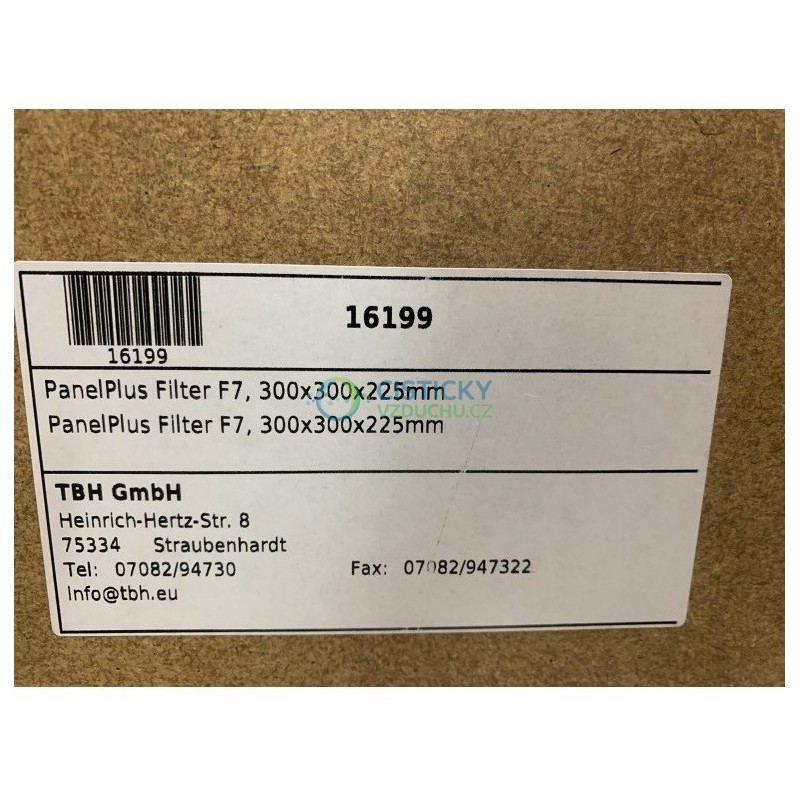 16199
16199
PanelPlus Filter F7, 300x300x225mm
PanelPlus Filter F7, 300x300x225mm
CISTICKY
VZDUCHU.CZ
TBH GmbH
Heinrich-Hertz-Str. 8
75334 Straubenhardt
Tel: 07082/94730 Fax: 07082/947322
Info@tbh.eu